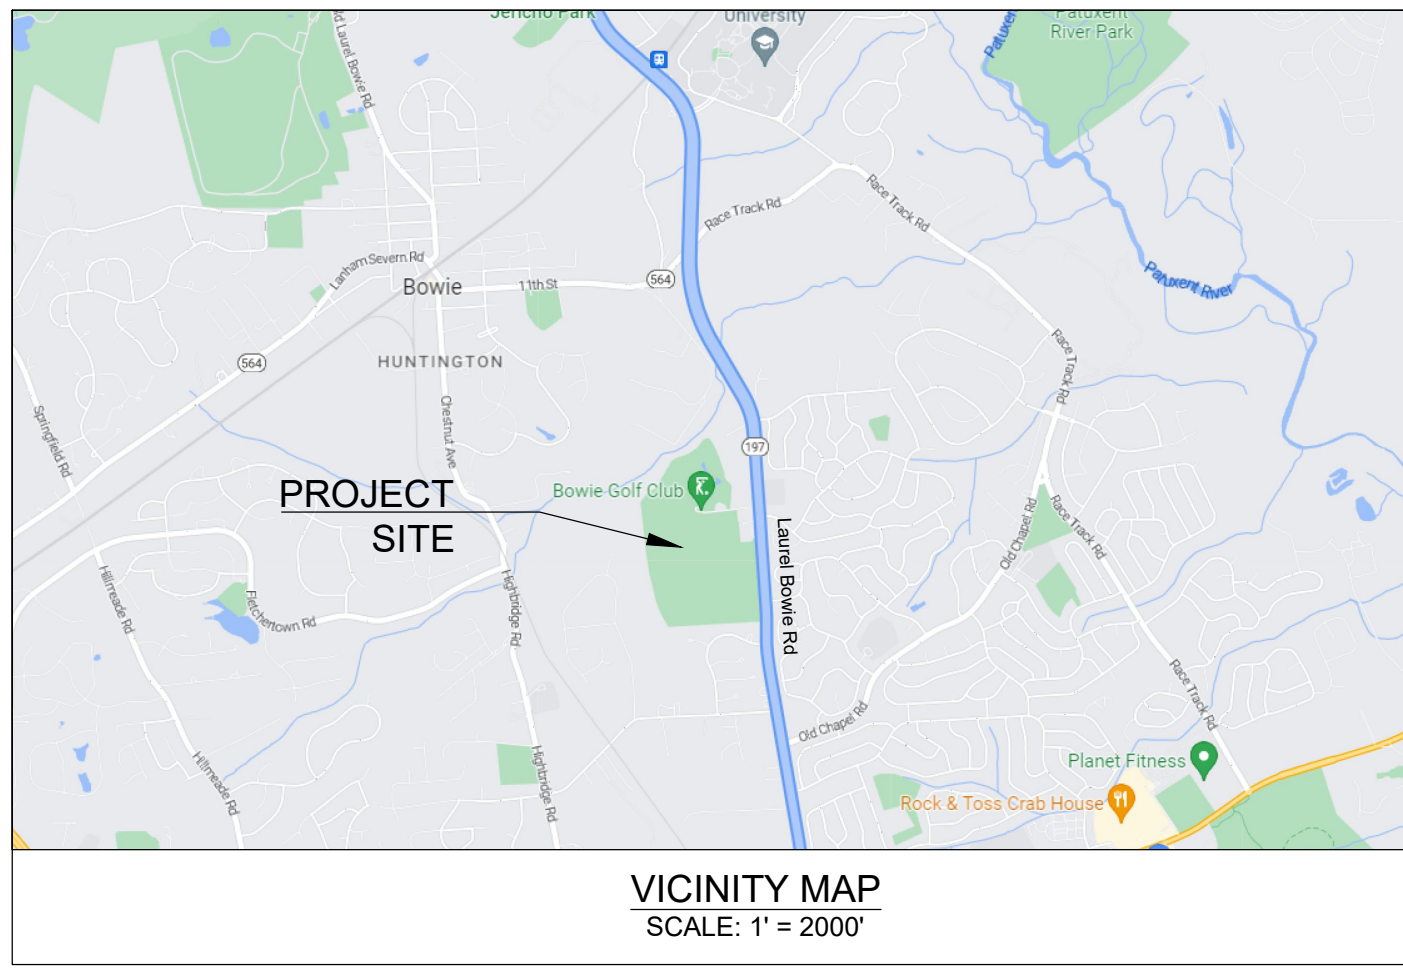 Jericho Park
University
Patuxent
River Park
Patuxent
Old Laurel Bowie Rd
Race Track Rd
Race Track Rd
Lanham Severn Rd
Bowie
11th St
564
Patuxent River
HUNTINGTON
564
Race Track Rd
Springfield Rd
Chestnut Ave
197
PROJECT
SITE
Bowie Golf Club
Laurel Bowie Rd
Old Chapel Rd
Race Track Rd
Hillmeade Rd
Fletchertown Rd
Highbridge Rd
Old Chapel Rd
Race Track Rd
Hillmeade Rd
Highbridge Rd
Planet Fitness
Rock & Toss Crab House
VICINITY MAP
SCALE: 1' = 2000'